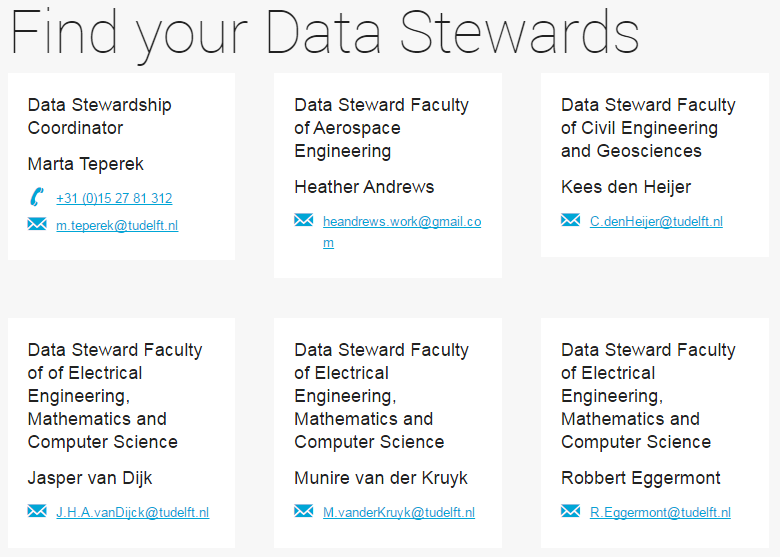 Find your Data Stewards
Data Stewardship
Coordinator
Marta Teperek
+31 (0)15 27 81 312
m.teperek@tudelft.nl
Data Steward Faculty
of Aerospace
Engineering
Heather Andrews
heandrews.work@gmail.co
m
Data Steward Faculty
of Civil Engineering
and Geosciences
Kees den Heijer
C.denHeijer@tudelft.nl
Data Steward Faculty
of of Electrical
Engineering,
Mathematics and
Computer Science
Jasper van Dijk
J.H.A.vanDijck@tudelft.nl
Data Steward Faculty
of Electrical
Engineering,
Mathematics and
Computer Science
Munire van der Kruyk
M.vanderKruyk@tudelft.nl
Data Steward Faculty
of Electrical
Engineering,
Mathematics and
Computer Science
Robbert Eggermont
R.Eggermont@tudelft.nl